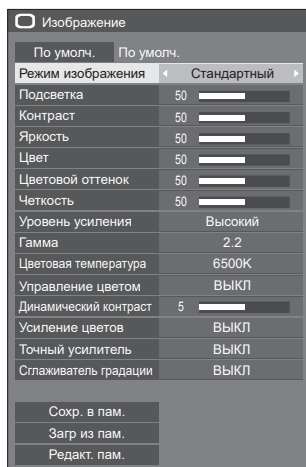 Изображение
По умолч. По умолч.
Режим изображения Стандартный
Подсветка 50
Контраст 50
Яркость 50
Цвет 50
Цветовой оттенок 50
Четкость 50
Уровень усиления Высокий
Гамма 2.2
Цветовая температура 6500K
Управление цветом ВЫКЛ
Динамический контраст 5
Усиление цветов ВЫКЛ
Точный усилитель ВЫКЛ
Сглаживатель градации ВЫКЛ
Сохр. в пам.
Загр из пам.
Редакт. пам.